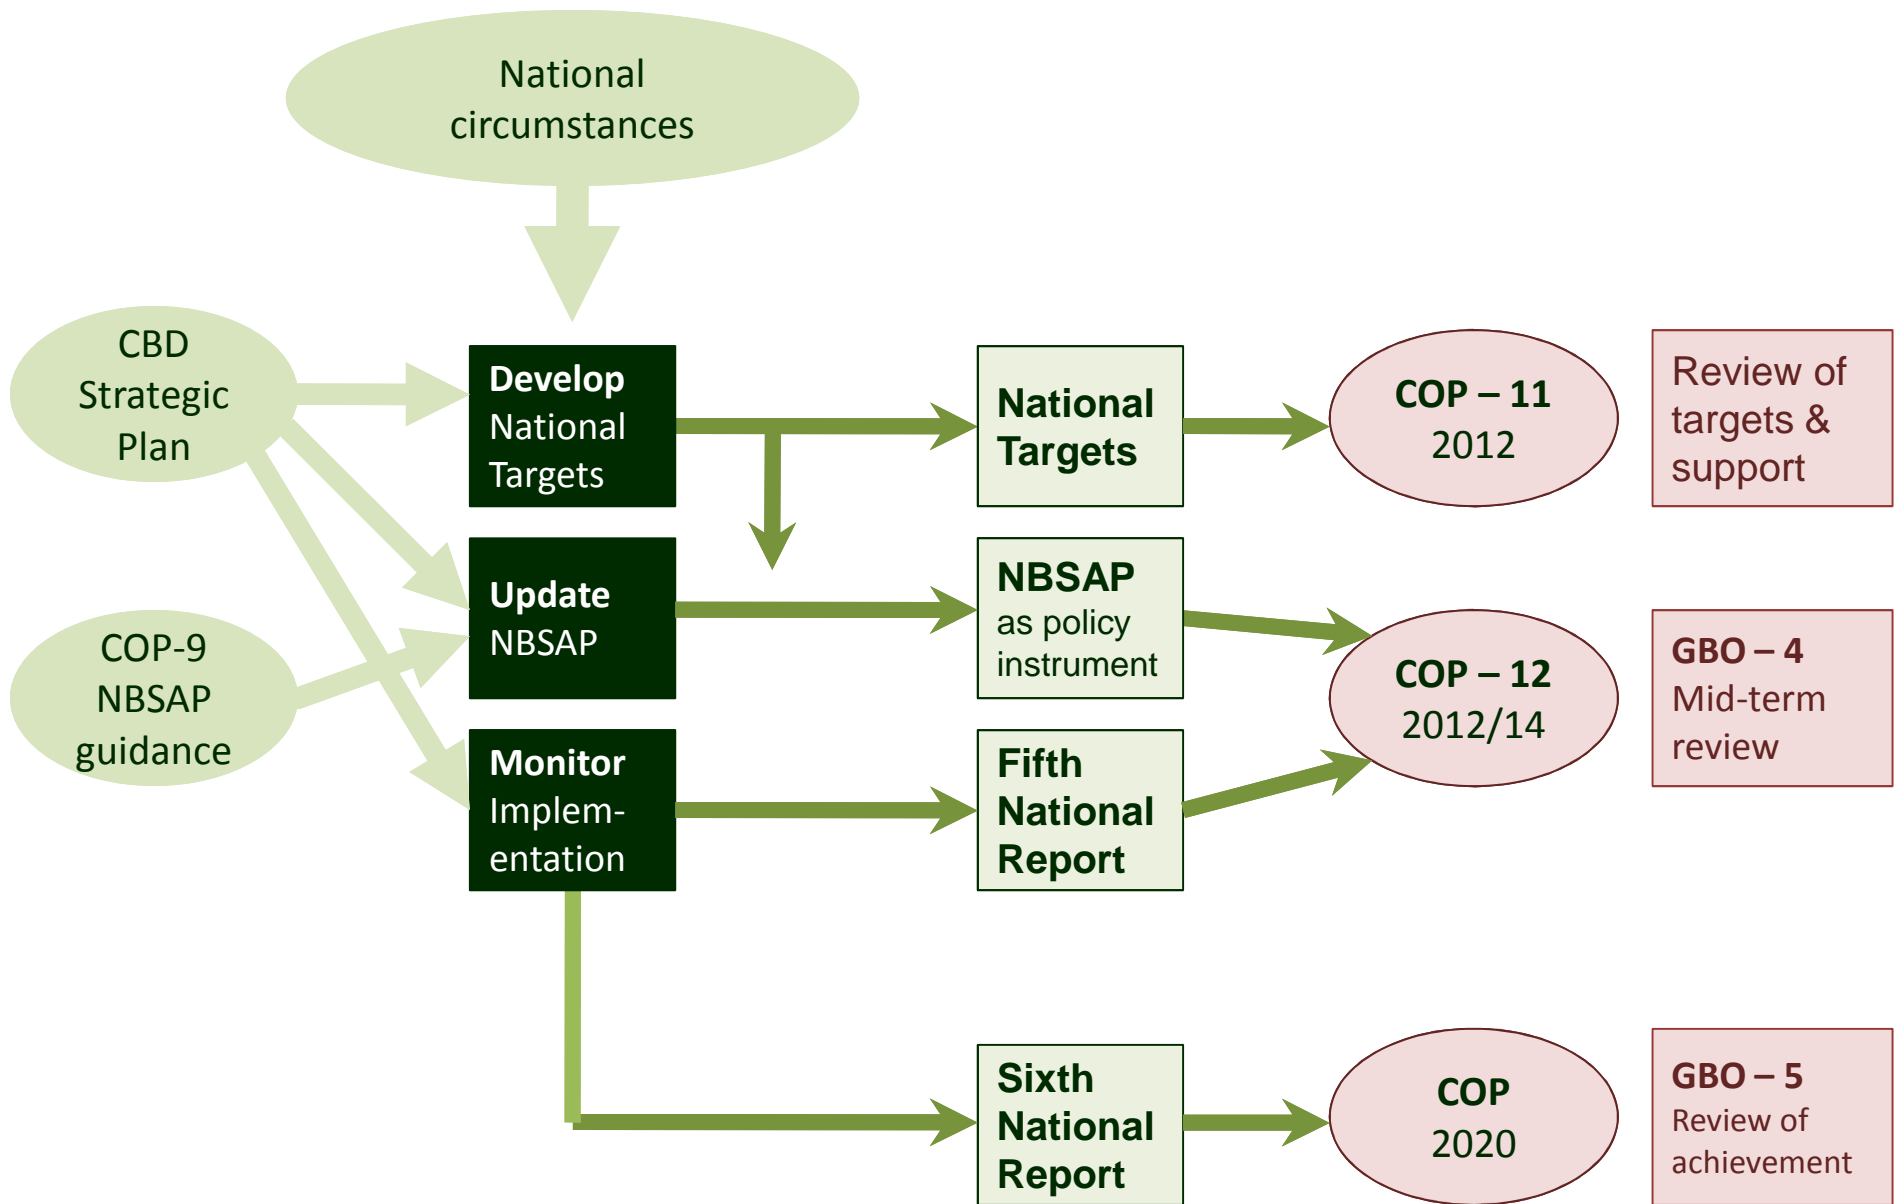 National
circumstances
CBD
Strategic
Plan
COP-9
NBSAP
guidance
Develop
National
Targets
Update
NBSAP
Monitor
Implem-
entation
National
Targets
NBSAP
as policy
instrument
Fifth
National
Report
Sixth
National
Report
COP – 11
2012
COP – 12
2012/14
COP
2020
Review of
targets &
support
GBO – 4
Mid-term
review
GBO – 5
Review of
achievement